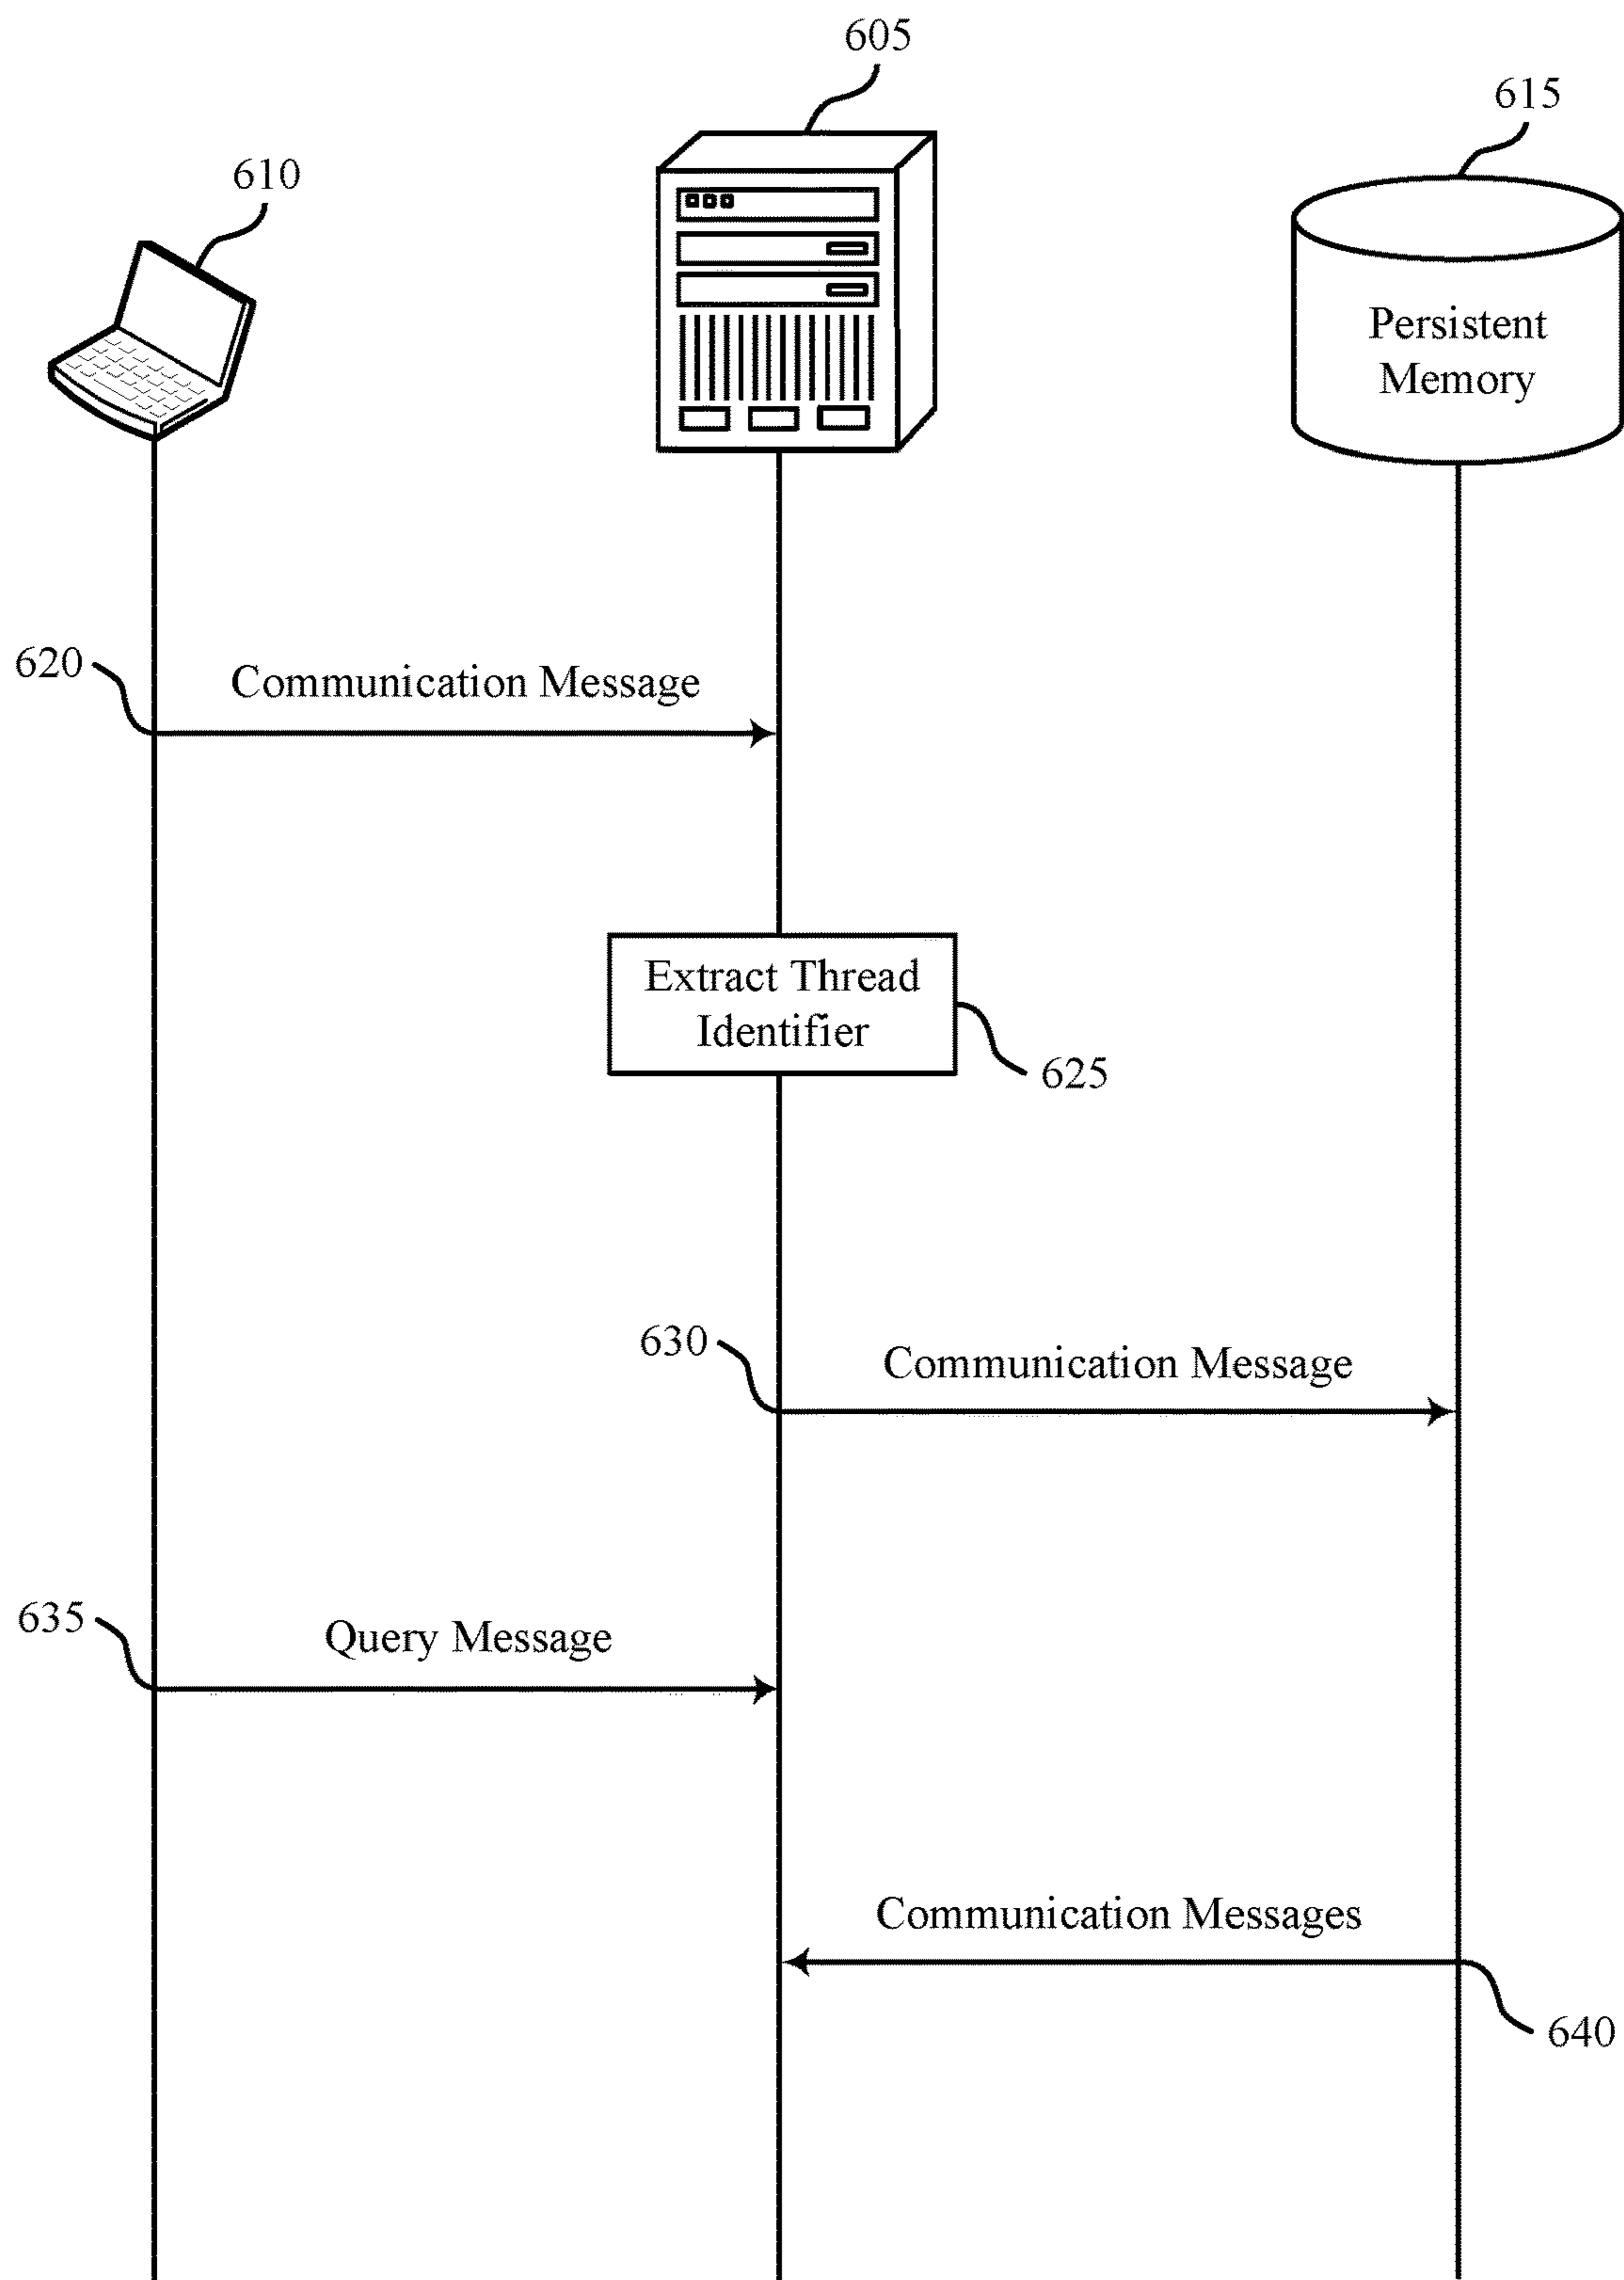 605
615
610
Persistent
Memory
620
Communication Message
Extract Thread
Identifier
625
630
Communication Message
635
Query Message
Communication Messages
640